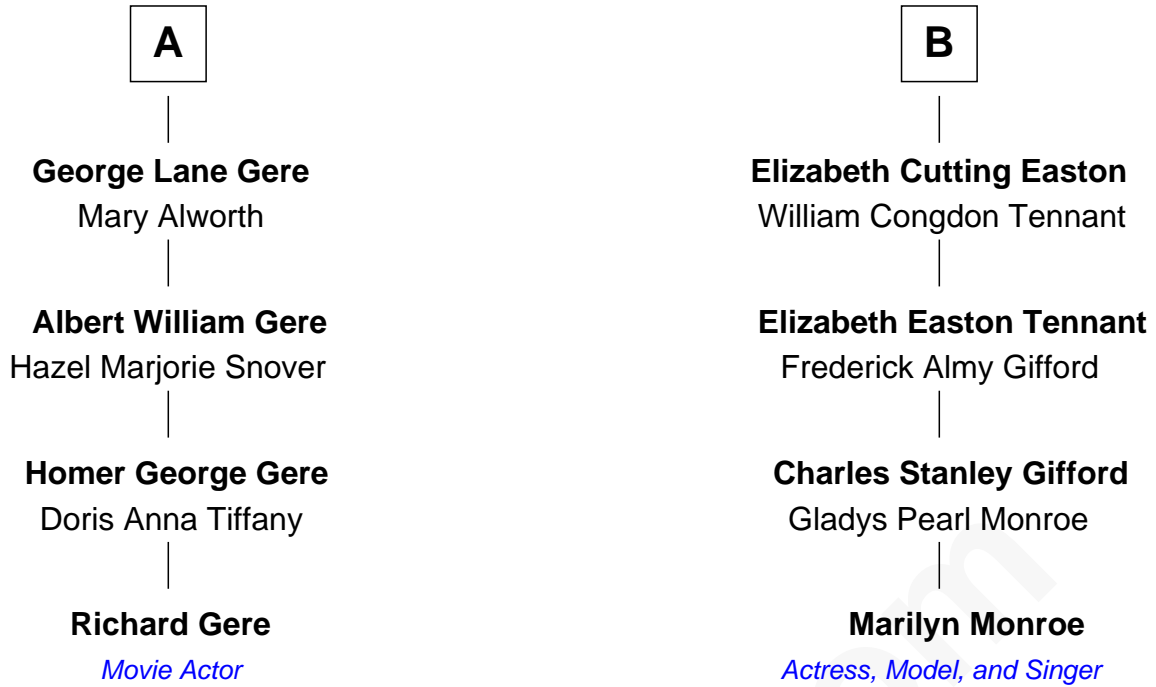 A
George Lane Gere
Mary Alworth
Albert William Gere
Hazel Marjorie Snover
Homer George Gere
Doris Anna Tiffany
Richard Gere
Movie Actor
B
Elizabeth Cutting Easton
William Congdon Tennant
Elizabeth Easton Tennant
Frederick Almy Gifford
Charles Stanley Gifford
Gladys Pearl Monroe
Marilyn Monroe
Actress, Model, and Singer